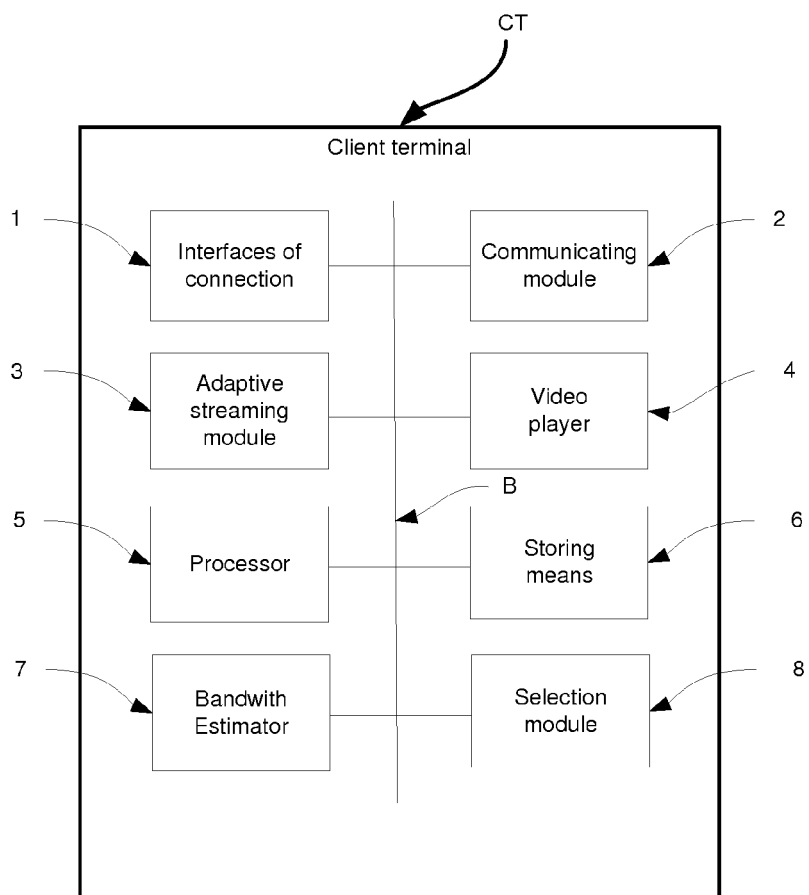 CT
Client terminal
1
Interfaces of
connection
Communicating
module
2
3
Adaptive
streaming
module
Video
player
4
B
5
Processor
Storing
means
6
7
Bandwith
Estimator
Selection
module
8